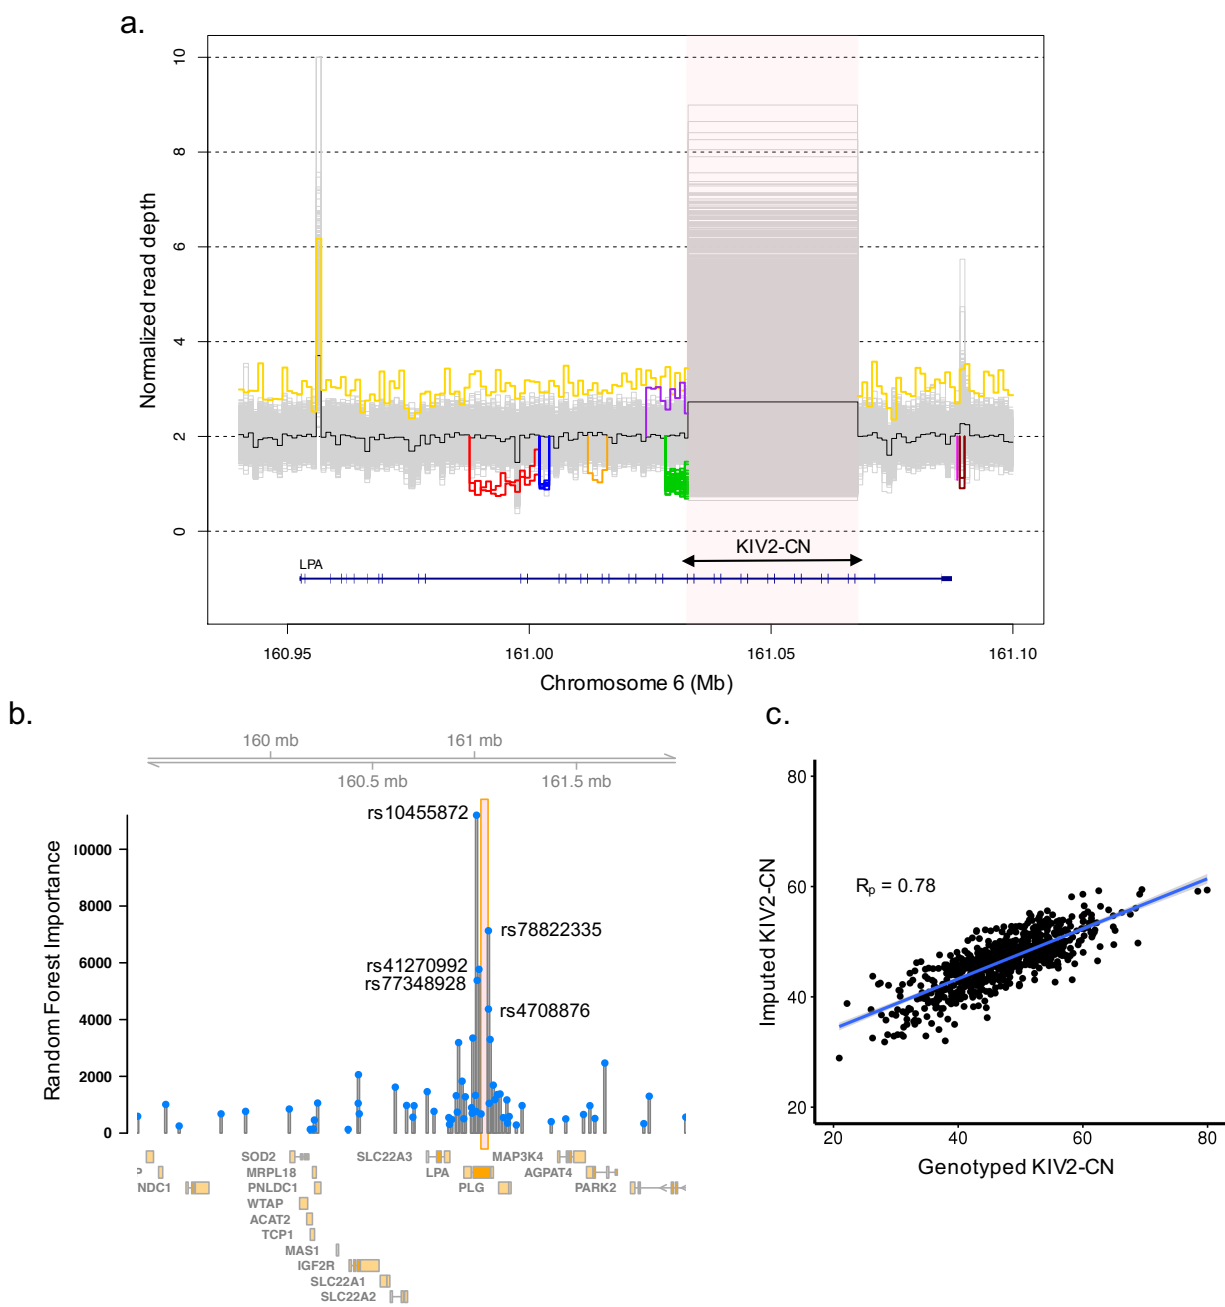 a.
10
8
6
4
2
0
Normalized read depth
KIV2-CN
LPA
160.95 161.00 161.05 161.10
Chromosome 6 (Mb)
b.
160 mb 161 mb
160.5 mb 161.5 mb
rs10455872
rs78822335
rs41270992
rs77348928
rs4708876
0000
8000
6000
4000
2000
0
Random Forest Importance
SOD2 SLC22A3 MAP3K4
MRPL18 LPA AGPAT4
NDC1 PNLDC1 PLG PARK2
WTAP
ACAT2
TCP1
MAS1
IGF2R
SLC22A1
SLC22A2
c.
80
60
40
20
Imputed KIV2-CN
Rp = 0.78
20 40 60 80
Genotyped KIV2-CN